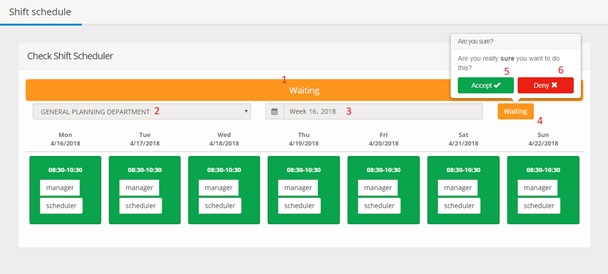 Shift schedule
Are you sure?
Check Shift Scheduler
Are you really sure you want to do
this?
5 6
Accept ✔ Deny ✖
1
Waiting
GENERAL PLANNING DEPARTMENT 2 Week 16, 2018 3 Waiting
4
Mon Tue Wed Thu Fri Sat Sun
4/16/2018 4/17/2018 4/18/2018 4/19/2018 4/20/2018 4/21/2018 4/22/2018
08:30-10:30 08:30-10:30 08:30-10:30 08:30-10:30 08:30-10:30 08:30-10:30 08:30-10:30
manager manager manager manager manager manager manager
scheduler scheduler scheduler scheduler scheduler scheduler scheduler